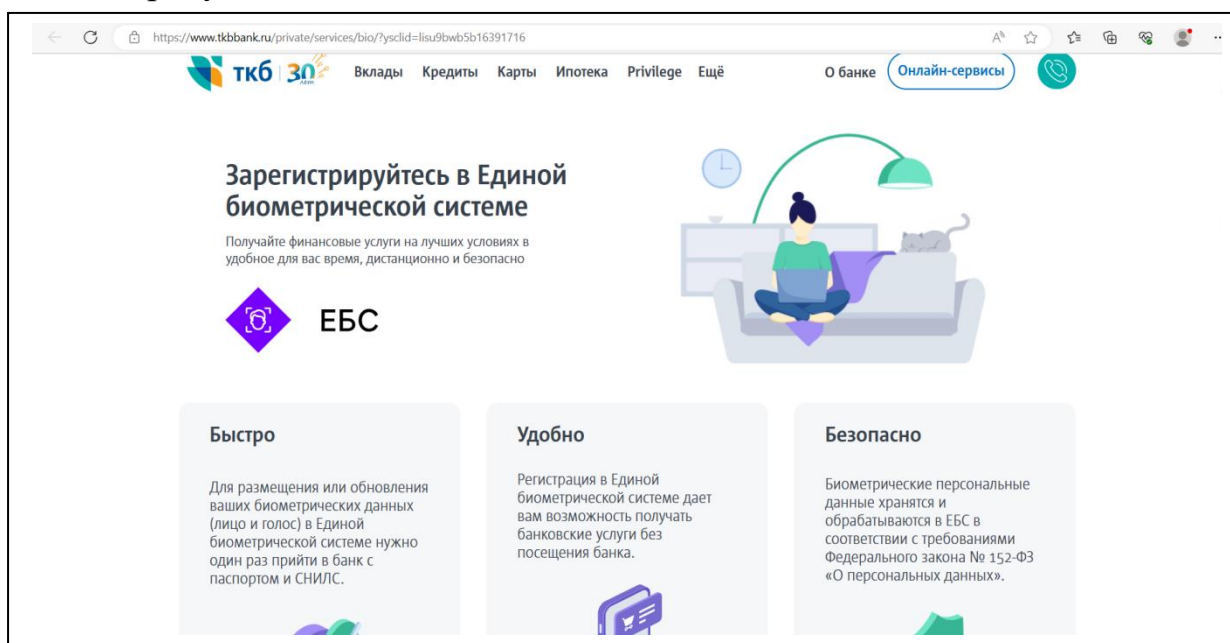 https://www.tkbbank.ru/private/services/bio/?ysclid=lisu9bwb5b16391716
ткб 30 Вклады Кредиты Карты Ипотека Privilege Ещё О банке Онлайн-сервисы
Зарегистрируйтесь в Единой
биометрической системе
Получайте финансовые услуги на лучших условиях в
удобное для вас время, дистанционно и безопасно
ЕБС
Быстро
Для размещения или обновления
ваших биометрических данных
(лицо и голос) в Единой
биометрической системе нужно
один раз прийти в банк с
паспортом и СНИЛС.
Удобно
Регистрация в Единой
биометрической системе дает
вам возможность получать
банковские услуги без
посещения банка.
Безопасно
Биометрические персональные
данные хранятся и
обрабатываются в ЕБС в
соответствии с требованиями
Федерального закона № 152-ФЗ
«О персональных данных».